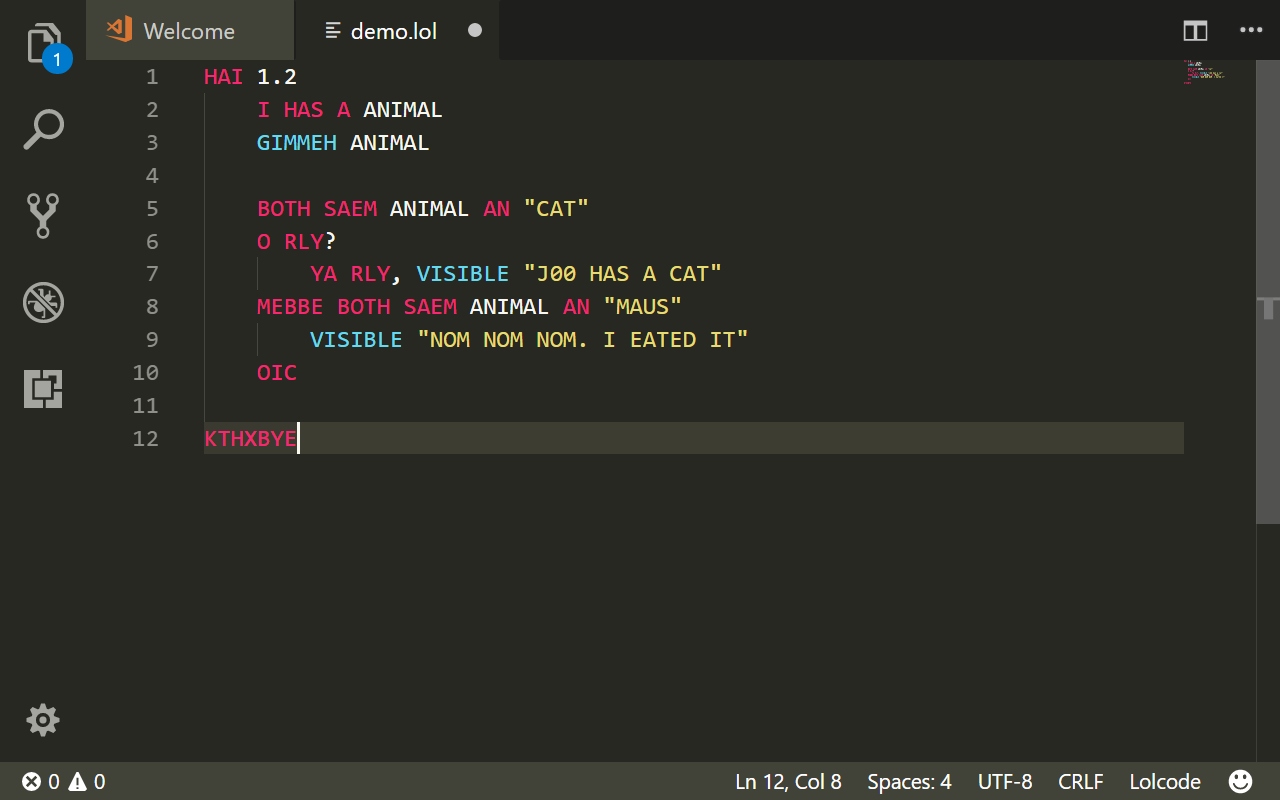 Welcome
demo.lol
1
1 HAI 1.2
2 I HAS A ANIMAL
3 GIMMEH ANIMAL
4
5 BOTH SAEM ANIMAL AN "CAT"
6 O RLY?
7 YA RLY, VISIBLE "J00 HAS A CAT"
8 MEBBE BOTH SAEM ANIMAL AN "MAUS"
9 VISIBLE "NOM NOM NOM. I EATED IT"
10 OIC
11
12 KTHXBYE
0 0 Ln 12, Col 8 Spaces: 4 UTF-8 CRLF Lolcode